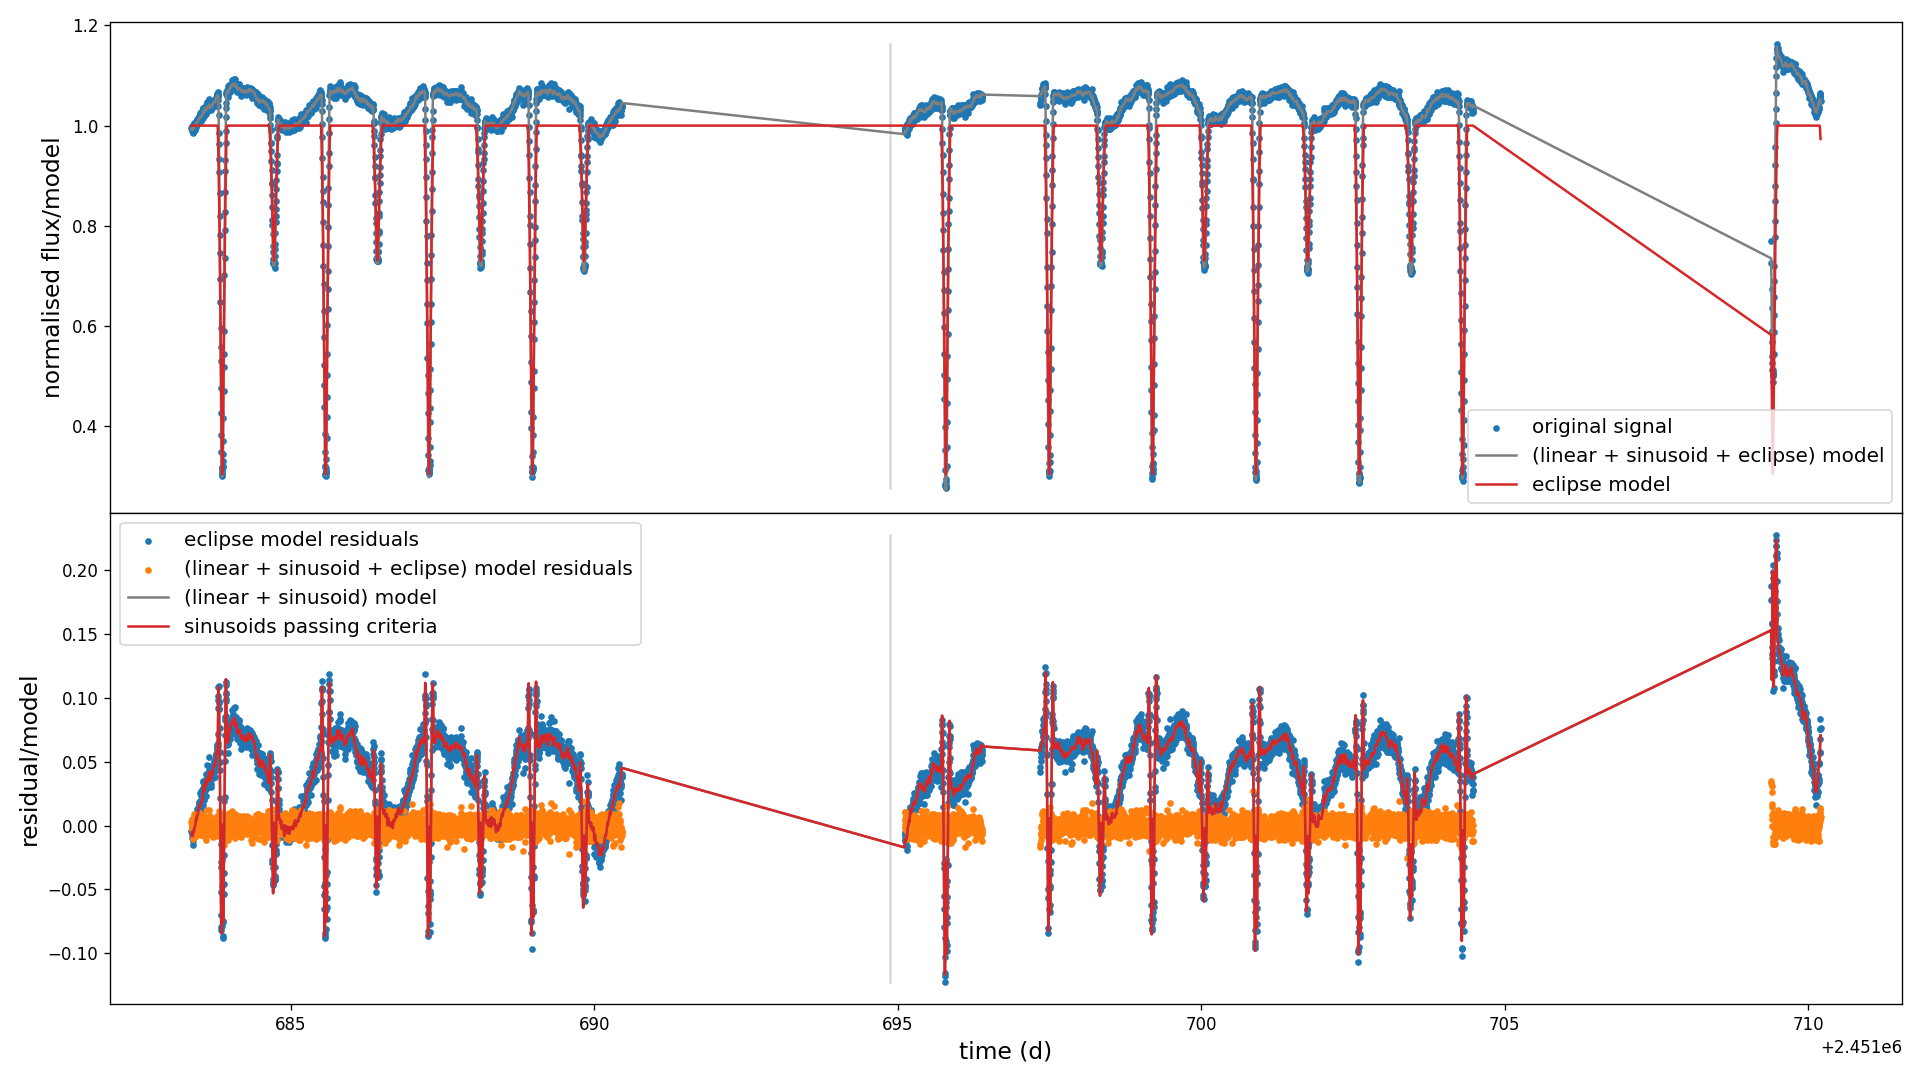 1.2
1.0
0.8
0.6
0.4
normalised flux/model
original signal
(linear + sinusoid + eclipse) model
eclipse model
eclipse model residuals
(linear + sinusoid + eclipse) model residuals
(linear + sinusoid) model
sinusoids passing criteria
0.20
0.15
0.10
0.05
0.00
−0.05
−0.10
residual/model
685
690
695
700
705
710
time (d)
+2.451e6